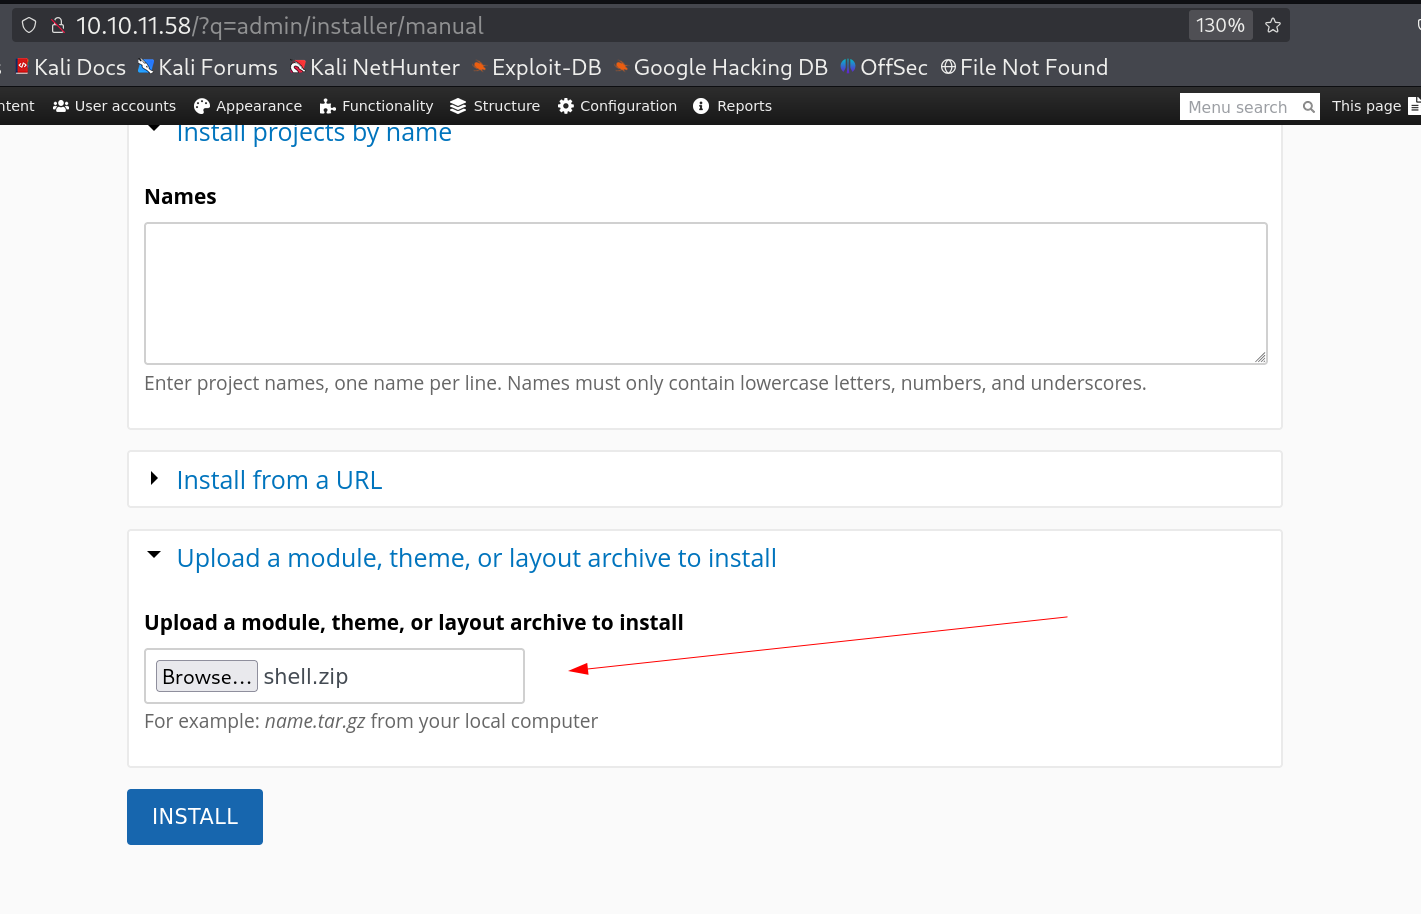 10.10.11.58/?q=admin/installer/manual 130%
Kali Docs Kali Forums Kali NetHunter Exploit-DB Google Hacking DB OffSec File Not Found
ntent User accounts Appearance Functionality Structure Configuration Reports Menu search This page
Install projects by name
Names
Enter project names, one name per line. Names must only contain lowercase letters, numbers, and underscores.
Install from a URL
Upload a module, theme, or layout archive to install
Upload a module, theme, or layout archive to install
Browse... shell.zip
For example: name.tar.gz from your local computer
INSTALL